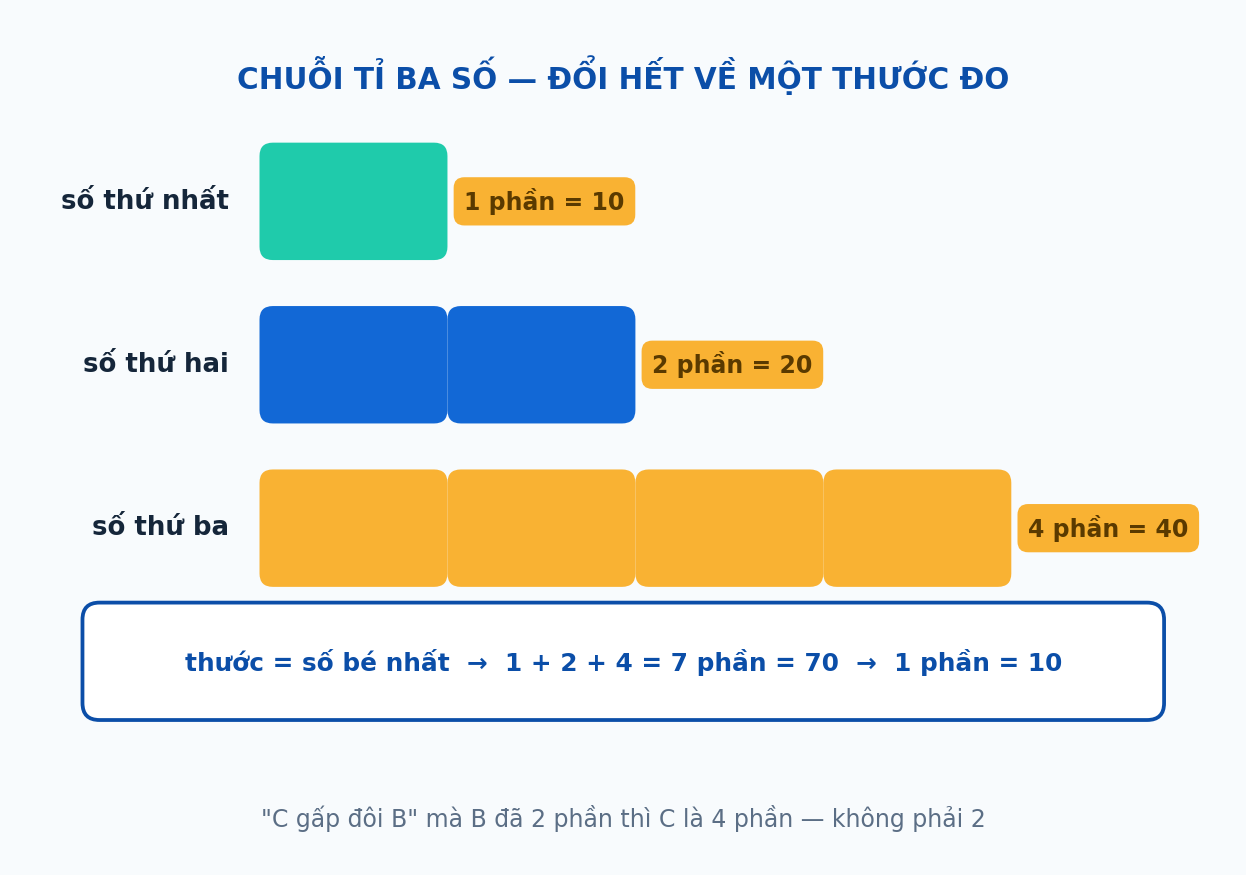 CHUỖI TỈ BA SỐ — ĐỔI HẾT VỀ MỘT THƯỚC ĐO
số thứ nhất
1 phần = 10
số thứ hai
2 phần = 20
số thứ ba
4 phần = 40
thước = số bé nhất → 1 + 2 + 4 = 7 phần = 70 → 1 phần = 10
"C gấp đôi B" mà B đã 2 phần thì C là 4 phần — không phải 2